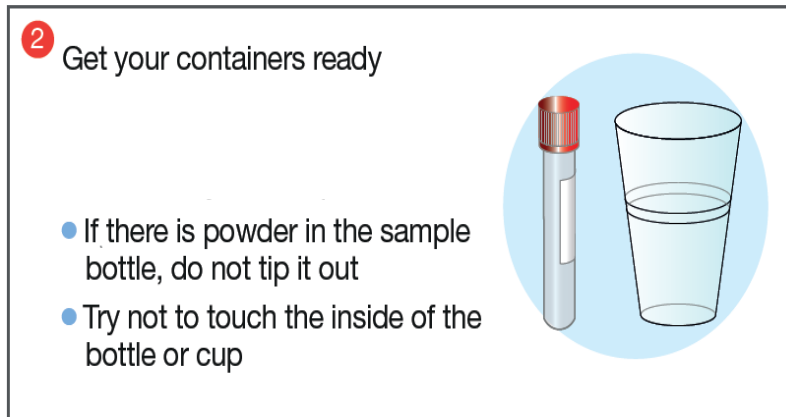 2
Get your containers ready
If there is powder in the sample
bottle, do not tip it out
Try not to touch the inside of the
bottle or cup